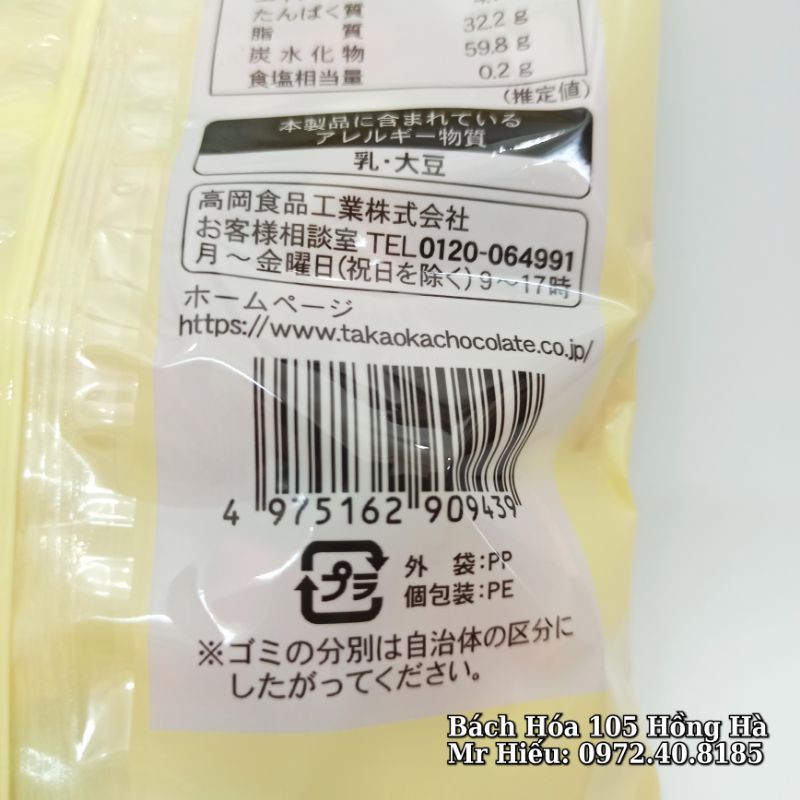 たんぱく質
32.2 g
脂質
59.8 g
炭水化物
0.2 g
食塩相当量
(推定値)
本製品に含まれている
アレルギー物質
乳・大豆
高岡食品工業株式会社
お客様相談室 TEL0120-064991
月～金曜日(祝日を除く) 9～17時
ホームページ
https://www.takaokachocolate.co.jp/
4 975162 909439
プラ
外袋:PP
個包装:PE
※ゴミの分別は自治体の区分に
したがってください。
Bách Hóa 105 Hồng Hà
Mr Hiếu: 0972.40.8185